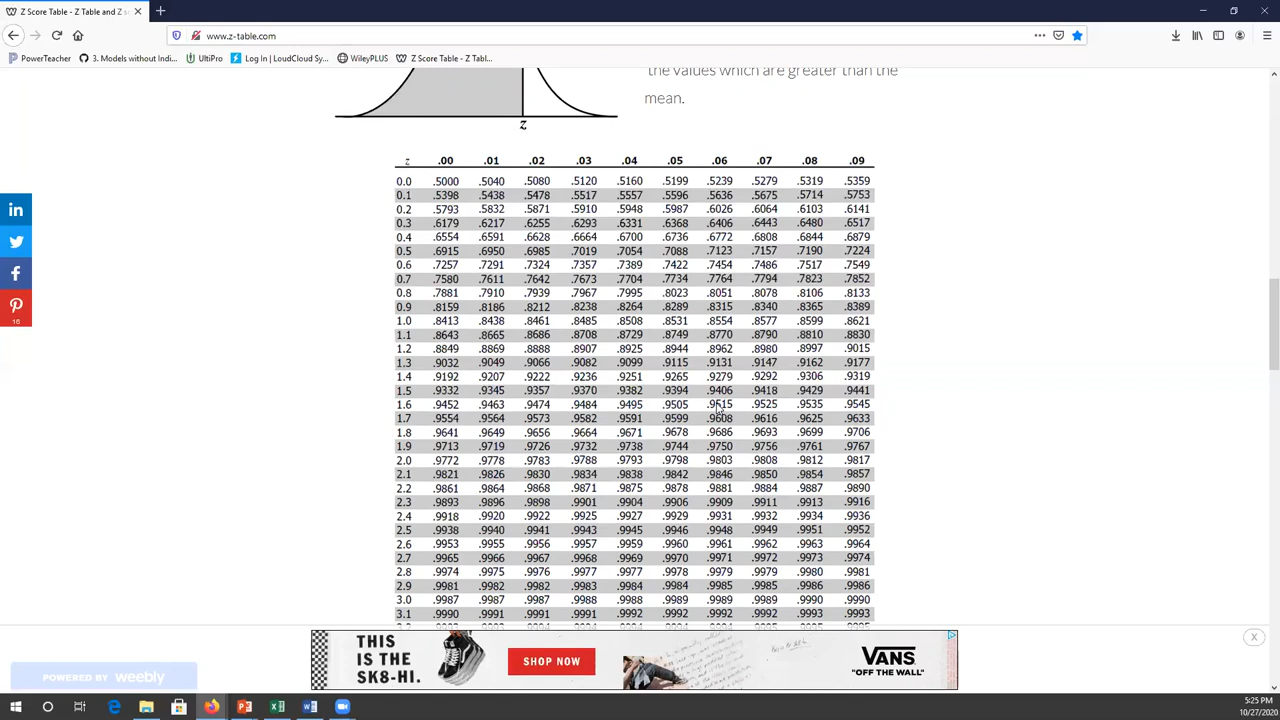 Z Score Table - Z Table and Z s
www.z-table.com
PowerTeacher
3. Models without Indi...
UltiPro
Log In | LoudCloud Sy...
WileyPLUS
Z Score Table - Z Tabl...
the values which are greater than the
mean.
z
z .00 .01 .02 .03 .04 .05 .06 .07 .08 .09
0.0 .5000 .5040 .5080 .5120 .5160 .5199 .5239 .5279 .5319 .5359
0.1 .5398 .5438 .5478 .5517 .5557 .5596 .5636 .5675 .5714 .5753
0.2 .5793 .5832 .5871 .5910 .5948 .5987 .6026 .6064 .6103 .6141
0.3 .6179 .6217 .6255 .6293 .6331 .6368 .6406 .6443 .6480 .6517
0.4 .6554 .6591 .6628 .6664 .6700 .6736 .6772 .6808 .6844 .6879
0.5 .6915 .6950 .6985 .7019 .7054 .7088 .7123 .7157 .7190 .7224
0.6 .7257 .7291 .7324 .7357 .7389 .7422 .7454 .7486 .7517 .7549
0.7 .7580 .7611 .7642 .7673 .7704 .7734 .7764 .7794 .7823 .7852
0.8 .7881 .7910 .7939 .7967 .7995 .8023 .8051 .8078 .8106 .8133
0.9 .8159 .8186 .8212 .8238 .8264 .8289 .8315 .8340 .8365 .8389
1.0 .8413 .8438 .8461 .8485 .8508 .8531 .8554 .8577 .8599 .8621
1.1 .8643 .8665 .8686 .8708 .8729 .8749 .8770 .8790 .8810 .8830
1.2 .8849 .8869 .8888 .8907 .8925 .8944 .8962 .8980 .8997 .9015
1.3 .9032 .9049 .9066 .9082 .9099 .9115 .9131 .9147 .9162 .9177
1.4 .9192 .9207 .9222 .9236 .9251 .9265 .9279 .9292 .9306 .9319
1.5 .9332 .9345 .9357 .9370 .9382 .9394 .9406 .9418 .9429 .9441
1.6 .9452 .9463 .9474 .9484 .9495 .9505 .9515 .9525 .9535 .9545
1.7 .9554 .9564 .9573 .9582 .9591 .9599 .9608 .9616 .9625 .9633
1.8 .9641 .9649 .9656 .9664 .9671 .9678 .9686 .9693 .9699 .9706
1.9 .9713 .9719 .9726 .9732 .9738 .9744 .9750 .9756 .9761 .9767
2.0 .9772 .9778 .9783 .9788 .9793 .9798 .9803 .9808 .9812 .9817
2.1 .9821 .9826 .9830 .9834 .9838 .9842 .9846 .9850 .9854 .9857
2.2 .9861 .9864 .9868 .9871 .9875 .9878 .9881 .9884 .9887 .9890
2.3 .9893 .9896 .9898 .9901 .9904 .9906 .9909 .9911 .9913 .9916
2.4 .9918 .9920 .9922 .9925 .9927 .9929 .9931 .9932 .9934 .9936
2.5 .9938 .9940 .9941 .9943 .9945 .9946 .9948 .9949 .9951 .9952
2.6 .9953 .9955 .9956 .9957 .9959 .9960 .9961 .9962 .9963 .9964
2.7 .9965 .9966 .9967 .9968 .9969 .9970 .9971 .9972 .9973 .9974
2.8 .9974 .9975 .9976 .9977 .9977 .9978 .9979 .9979 .9980 .9981
2.9 .9981 .9982 .9982 .9983 .9984 .9984 .9985 .9985 .9986 .9986
3.0 .9987 .9987 .9987 .9988 .9988 .9989 .9989 .9989 .9990 .9990
3.1 .9990 .9991 .9991 .9991 .9992 .9992 .9992 .9992 .9993 .9993
16
THIS
IS THE
SK8-HI.
SHOP NOW
VANS
"OFF THE WALL"
POWERED BY weebly
5:25 PM
10/27/2020